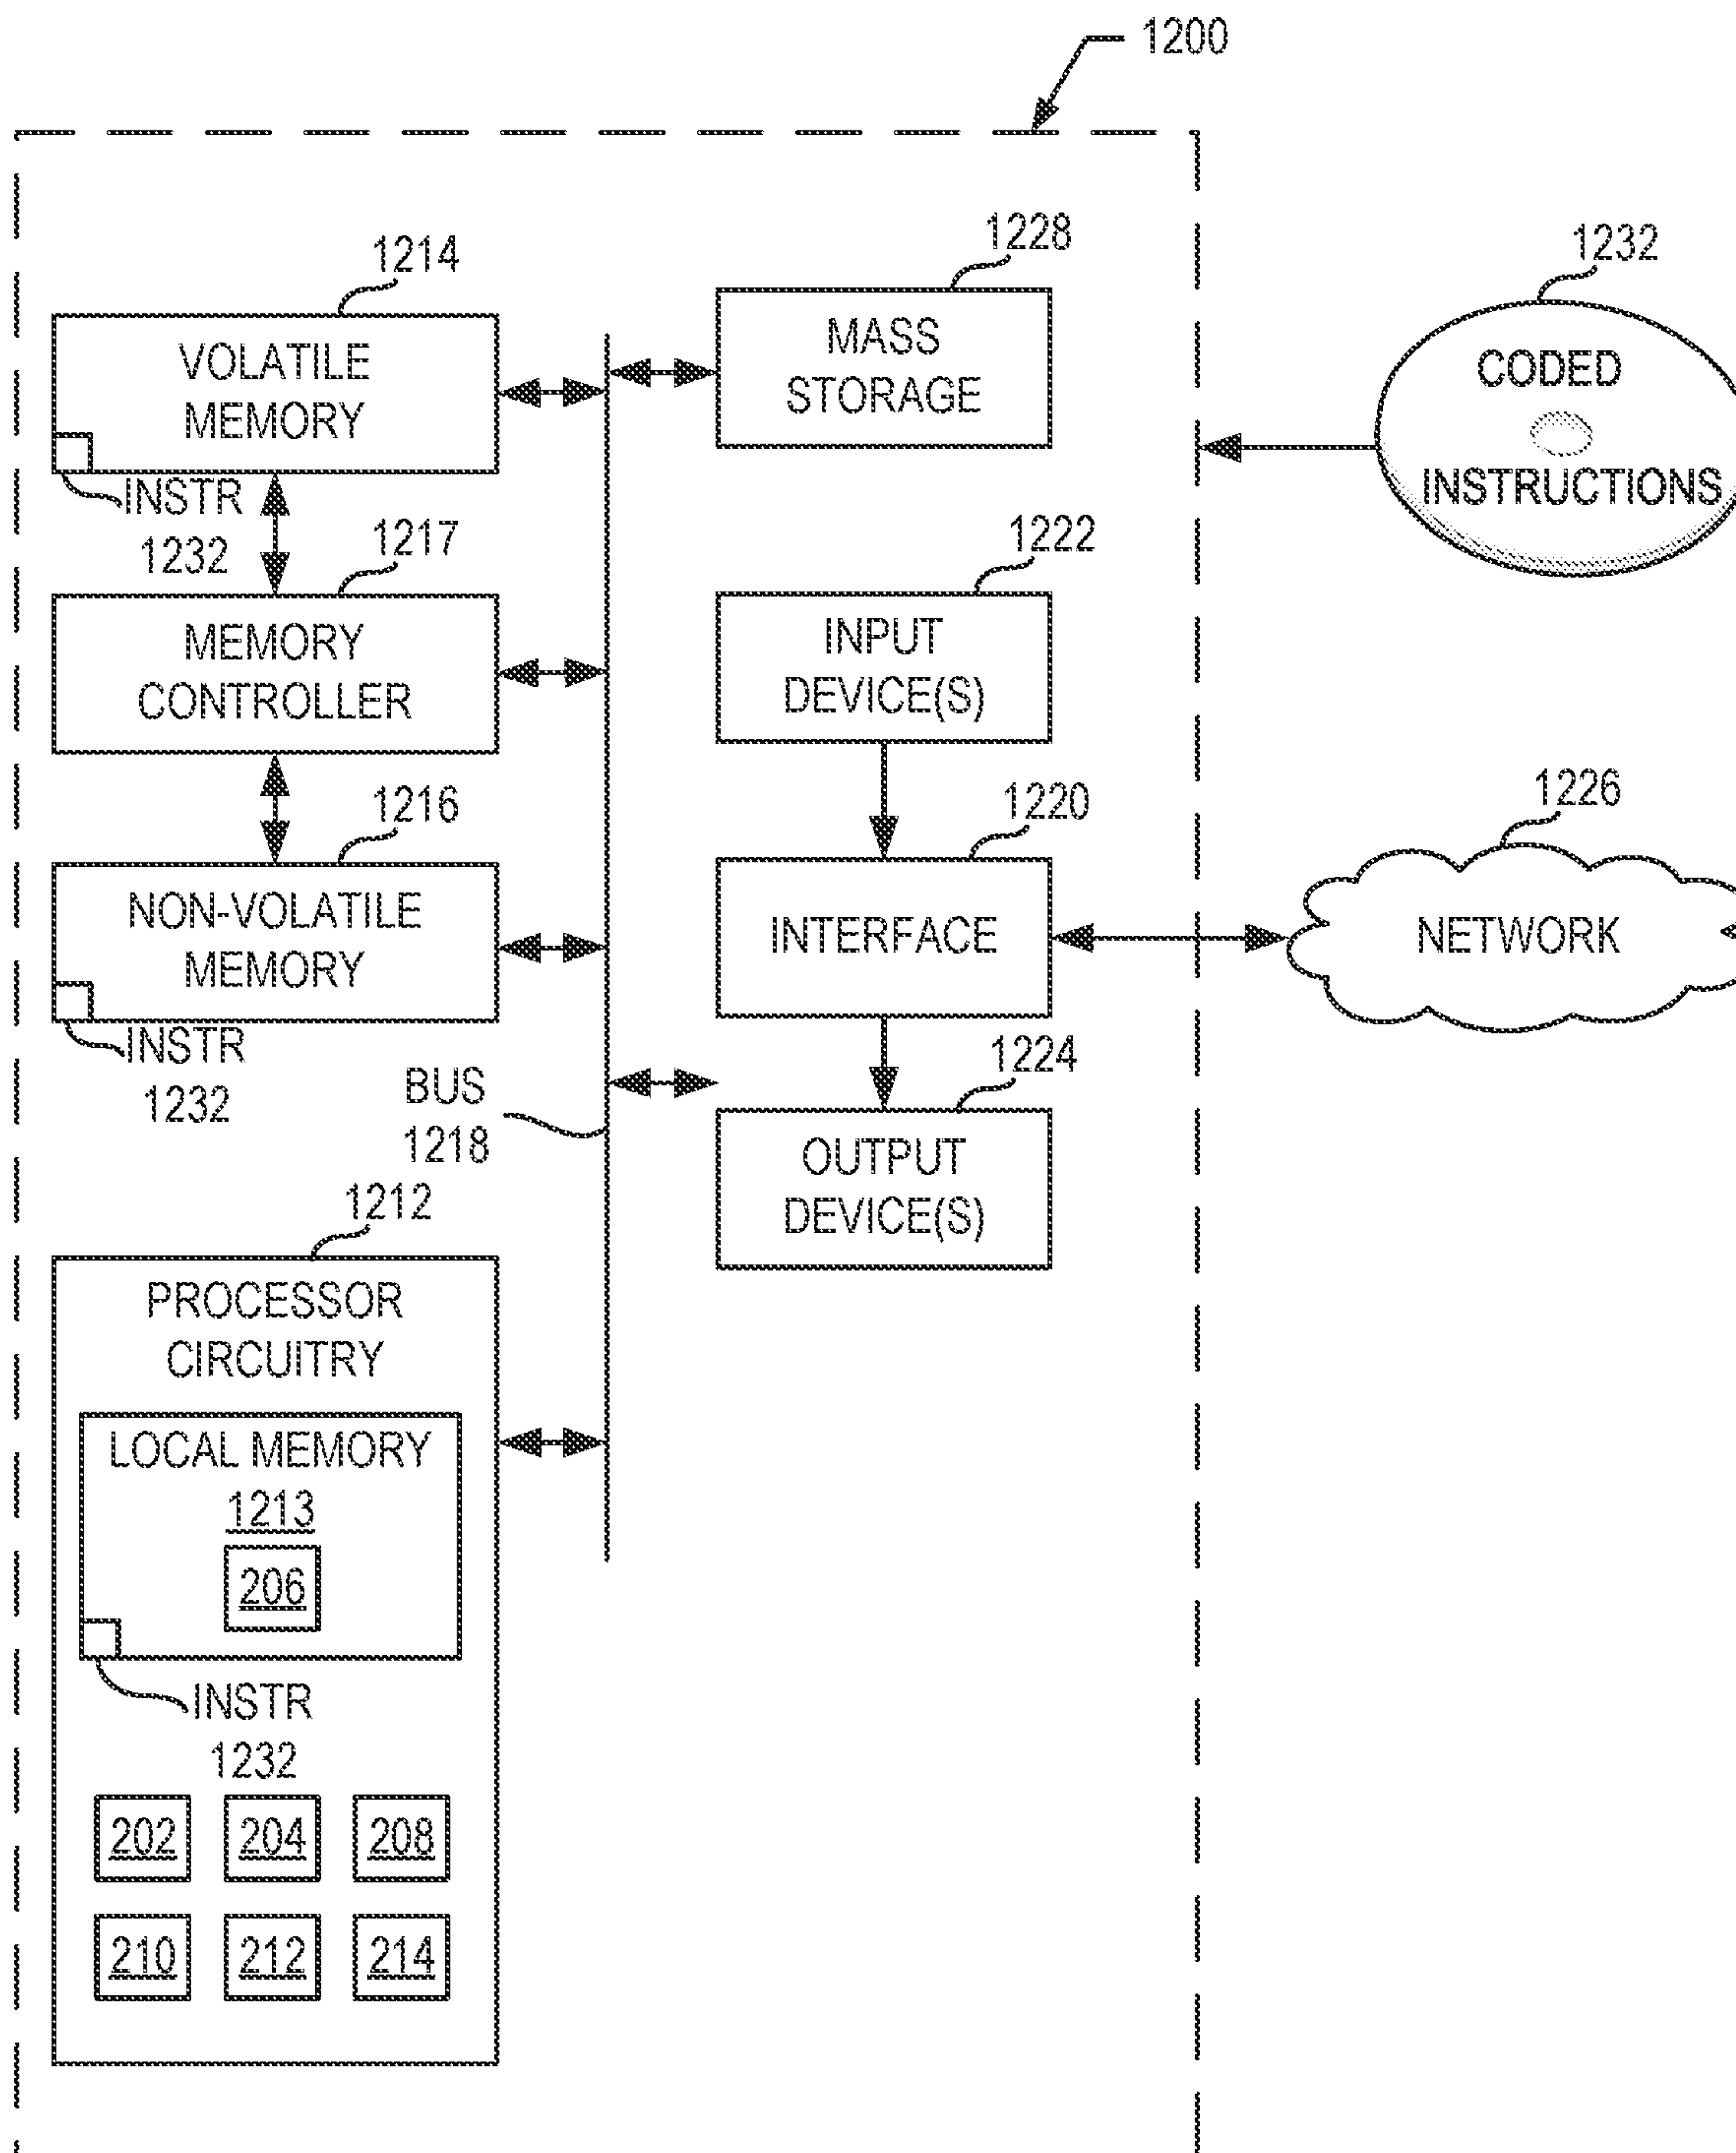 1200
1214
VOLATILE
MEMORY
INSTR
1232
1217
MEMORY
CONTROLLER
1216
NON-VOLATILE
MEMORY
INSTR
1232
BUS
1218
1212
PROCESSOR
CIRCUITRY
LOCAL MEMORY
1213
206
INSTR
1232
202 204 208
210 212 214
1228
MASS
STORAGE
1222
INPUT
DEVICE(S)
1220
INTERFACE
1224
OUTPUT
DEVICE(S)
1232
CODED
INSTRUCTIONS
1226
NETWORK